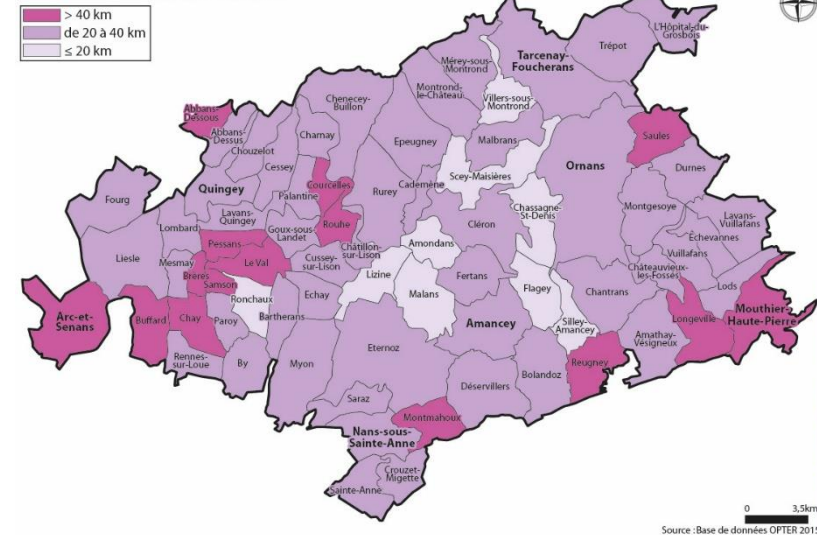 > 40 km
de 20 à 40 km
≤ 20 km
L'Hôpital-du-
Grosbois
Trépot
Tarcenay-
Foucherans
Mérey-sous-
Montrond
Montrond-
le-Château
Villers-sous-
Montrond
Chenecey-
Buillon
Abbans-
Dessous
Abbans-
Dessus
Chouzelot
Charnay
Epeugney
Malbrans
Saules
Cessey
Scey-Maisières
Ornans
Durnes
Quingey
Courcelles
Palantine
Rurey
Cademène
Fourg
Chassagne-
St-Denis
Montgesoye
Lavans-
Vuillafans
Lavans-
Quingey
Lombard
Goux-sous-
Landet
Rouhe
Cléron
Echevannes
Pessans
Amondans
Châtillon-
sur-Lison
Vuillafans
Liesle
Mesmay
Le Val
Cussey-
sur-Lison
Lizine
Fertans
Châteauvieux-
les-Fossés
Brères
Samson
Lods
Ronchaux
Echay
Malans
Flagey
Chantrans
Arc-et-
Senans
Buffard
Chay
Paroy
Bartherans
Amancey
Silley-
Amancey
Longeville
Mouthier-
Haute-Pierre
Amathay-
Vésigneux
Rennes-
sur-Loue
By
Myon
Eternoz
Déservillers
Bolandoz
Reugney
Saraz
Montmahoux
Nans-sous-
Sainte-Anne
Crouzet-
Migette
Sainte-Anne
0 3,5km
Source : Base de données OPTER 2015